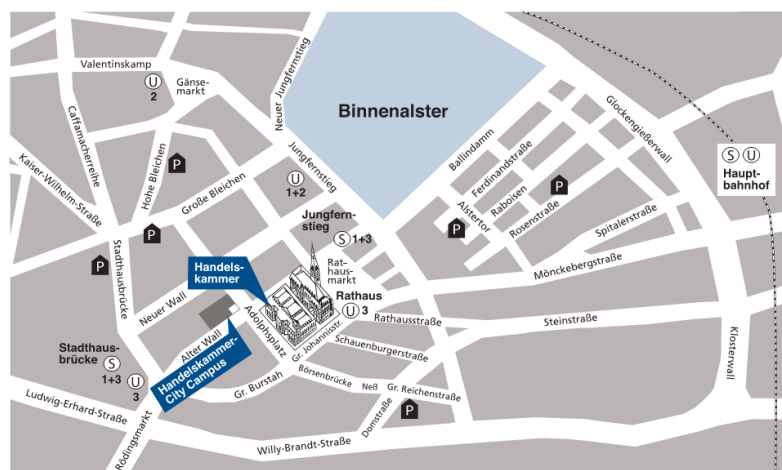 Valentinskamp
U
2
Gänse-
markt
Neuer Jungfernstieg
Binnenalster
Caffamacherreihe
Kaiser-Wilhelm-Straße
Hohe Bleichen
P
Große Bleichen
Jungfernstieg
U
1+2
Ballindamm
Ferdinandstraße
Glockengießerwall
Raboisen
Alstertor
Rosenstraße
P
P
S U
Haupt-
bahnhof
Jungfern-
stieg
S 1+3
Spitalerstraße
Mönckebergstraße
P
P
Stadthausbrücke
Handels-
kammer
Rat-
haus-
markt
Rathaus
U 3
Neuer Wall
Alter Wall
Adolphsplatz
Gr. Johannisstr.
Rathausstraße
Steinstraße
Schauenburgerstraße
Klosterwall
Handelskammer-
City Campus
Stadthaus-
brücke
S
1+3
U
3
Gr. Burstah
Börsenbrücke
Neß
Gr. Reichenstraße
P
Domstraße
Ludwig-Erhard-Straße
Rödingsmarkt
Willy-Brandt-Straße